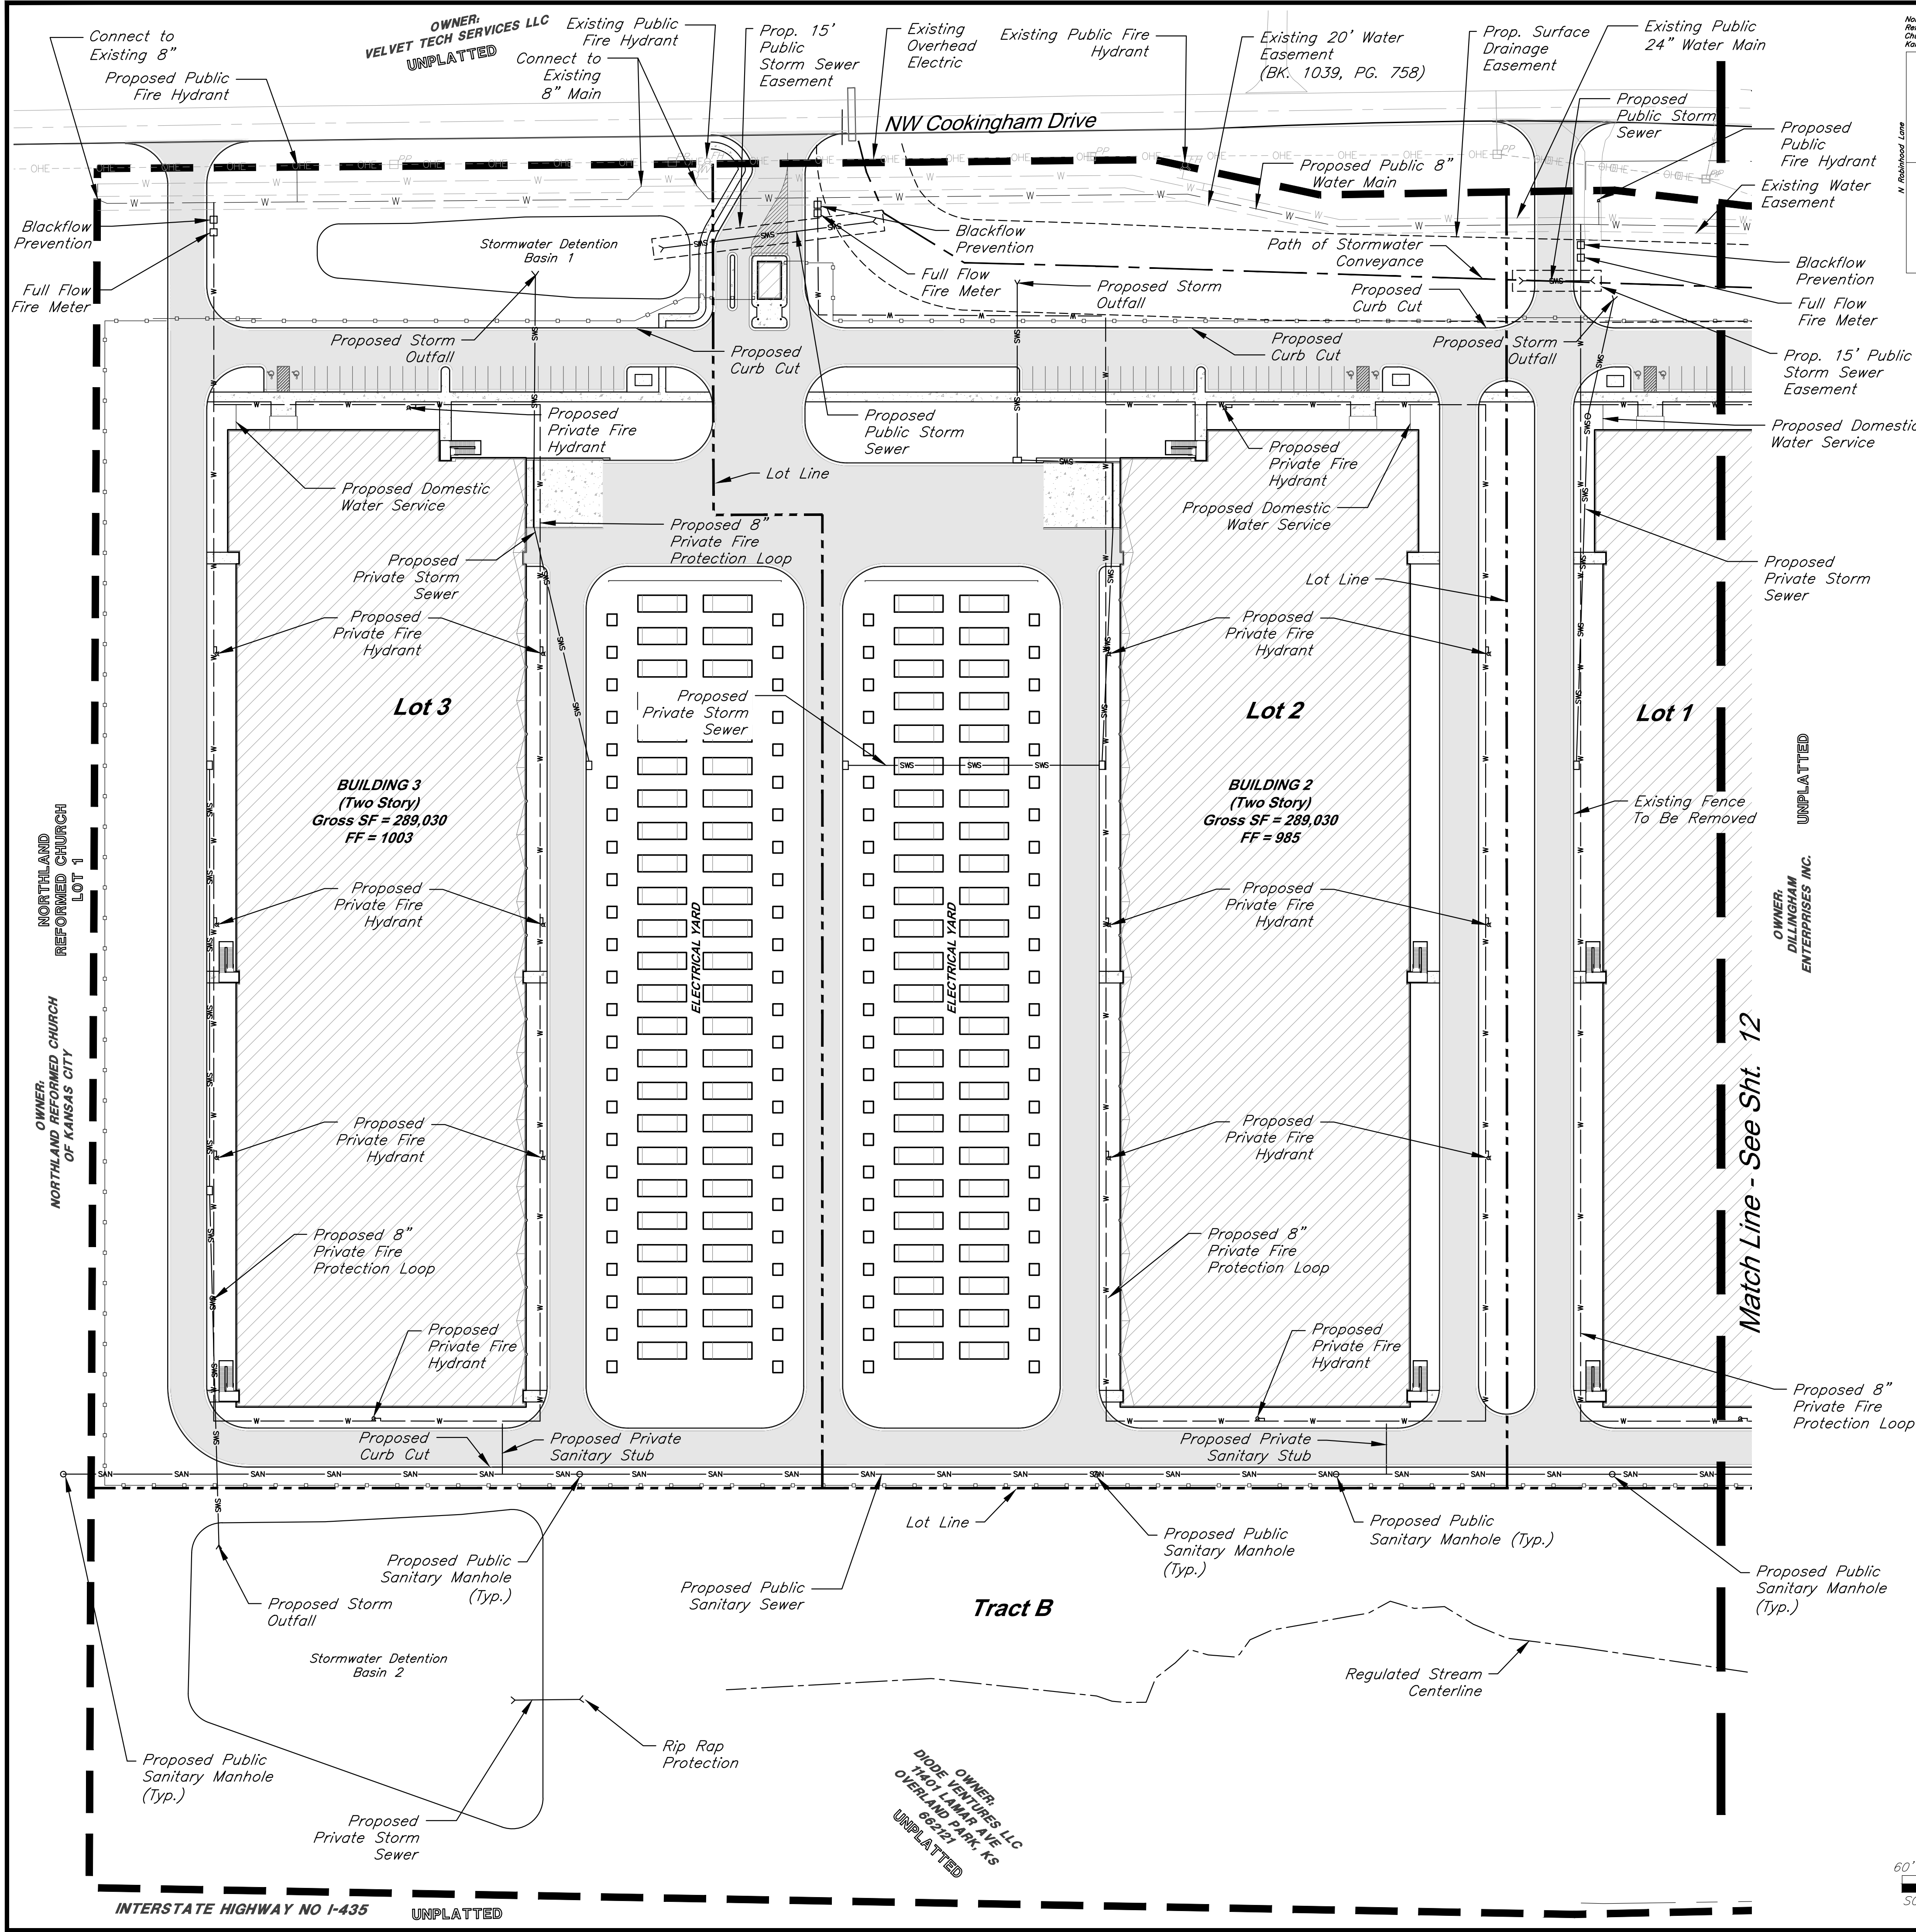 Connect to
Existing 8"
Proposed Public
Fire Hydrant
OWNER:
VELVET TECH SERVICES LLC
UNPLATTED
Existing Public
Fire Hydrant
Connect to
Existing
8" Main
Prop. 15'
Public
Storm Sewer
Easement
Existing
Overhead
Electric
Existing Public Fire
Hydrant
Existing 20' Water
Easement
(BK. 1039, PG. 758)
Prop. Surface
Drainage
Easement
Existing Public
24" Water Main
Proposed
Public Storm
Sewer
Proposed
Public
Fire Hydrant
Existing Water
Easement
N Robinhood Lane
NW Cookingham Drive
Proposed Public 8"
Water Main
Blackflow
Prevention
Full Flow
Fire Meter
Stormwater Detention
Basin 1
Blackflow
Prevention
Full Flow
Fire Meter
Path of Stormwater
Conveyance
Proposed Storm
Outfall
Proposed
Curb Cut
Blackflow
Prevention
Full Flow
Fire Meter
Proposed Storm
Outfall
Proposed
Curb Cut
Proposed
Curb Cut
Proposed Storm
Outfall
Prop. 15' Public
Storm Sewer
Easement
Proposed
Private Fire
Hydrant
Proposed
Public Storm
Sewer
Proposed
Private Fire
Hydrant
Proposed Domestic
Water Service
Lot Line
Proposed Domestic
Water Service
Proposed Domestic
Water Service
Proposed 8"
Private Fire
Protection Loop
Proposed
Private Storm
Sewer
Lot Line
Proposed
Private Storm
Sewer
Proposed
Private Fire
Hydrant
Proposed
Private Fire
Hydrant
Lot 3
Proposed
Private Storm
Sewer
Lot 2
Lot 1
BUILDING 3
(Two Story)
Gross SF = 289,030
FF = 1003
BUILDING 2
(Two Story)
Gross SF = 289,030
FF = 985
Existing Fence
To Be Removed
UNPLATTED
OWNER:
DILLINGHAM
ENTERPRISES INC.
NORTHLAND
REFORMED CHURCH
LOT 1
Proposed
Private Fire
Hydrant
ELECTRICAL YARD
ELECTRICAL YARD
Proposed
Private Fire
Hydrant
OWNER:
NORTHLAND REFORMED CHURCH
OF KANSAS CITY
Match Line - See Sht. 12
Proposed
Private Fire
Hydrant
Proposed
Private Fire
Hydrant
Proposed 8"
Private Fire
Protection Loop
Proposed 8"
Private Fire
Protection Loop
Proposed
Private Fire
Hydrant
Proposed
Private Fire
Hydrant
Proposed 8"
Private Fire
Protection Loop
Proposed
Curb Cut
Proposed Private
Sanitary Stub
Proposed Private
Sanitary Stub
Lot Line
Proposed Public
Sanitary Manhole
(Typ.)
Proposed Public
Sanitary Manhole (Typ.)
Proposed Public
Sanitary Manhole
(Typ.)
Proposed Public
Sanitary Sewer
Proposed Public
Sanitary Manhole
(Typ.)
Proposed Storm
Outfall
Tract B
Stormwater Detention
Basin 2
Regulated Stream
Centerline
Proposed Public
Sanitary Manhole
(Typ.)
Rip Rap
Protection
Proposed
Private Storm
Sewer
OWNER:
DIODE VENTURES LLC
11401 LAMAR AVE
OVERLAND PARK, KS
662121
UNPLATTED
60'
INTERSTATE HIGHWAY NO I-435
UNPLATTED